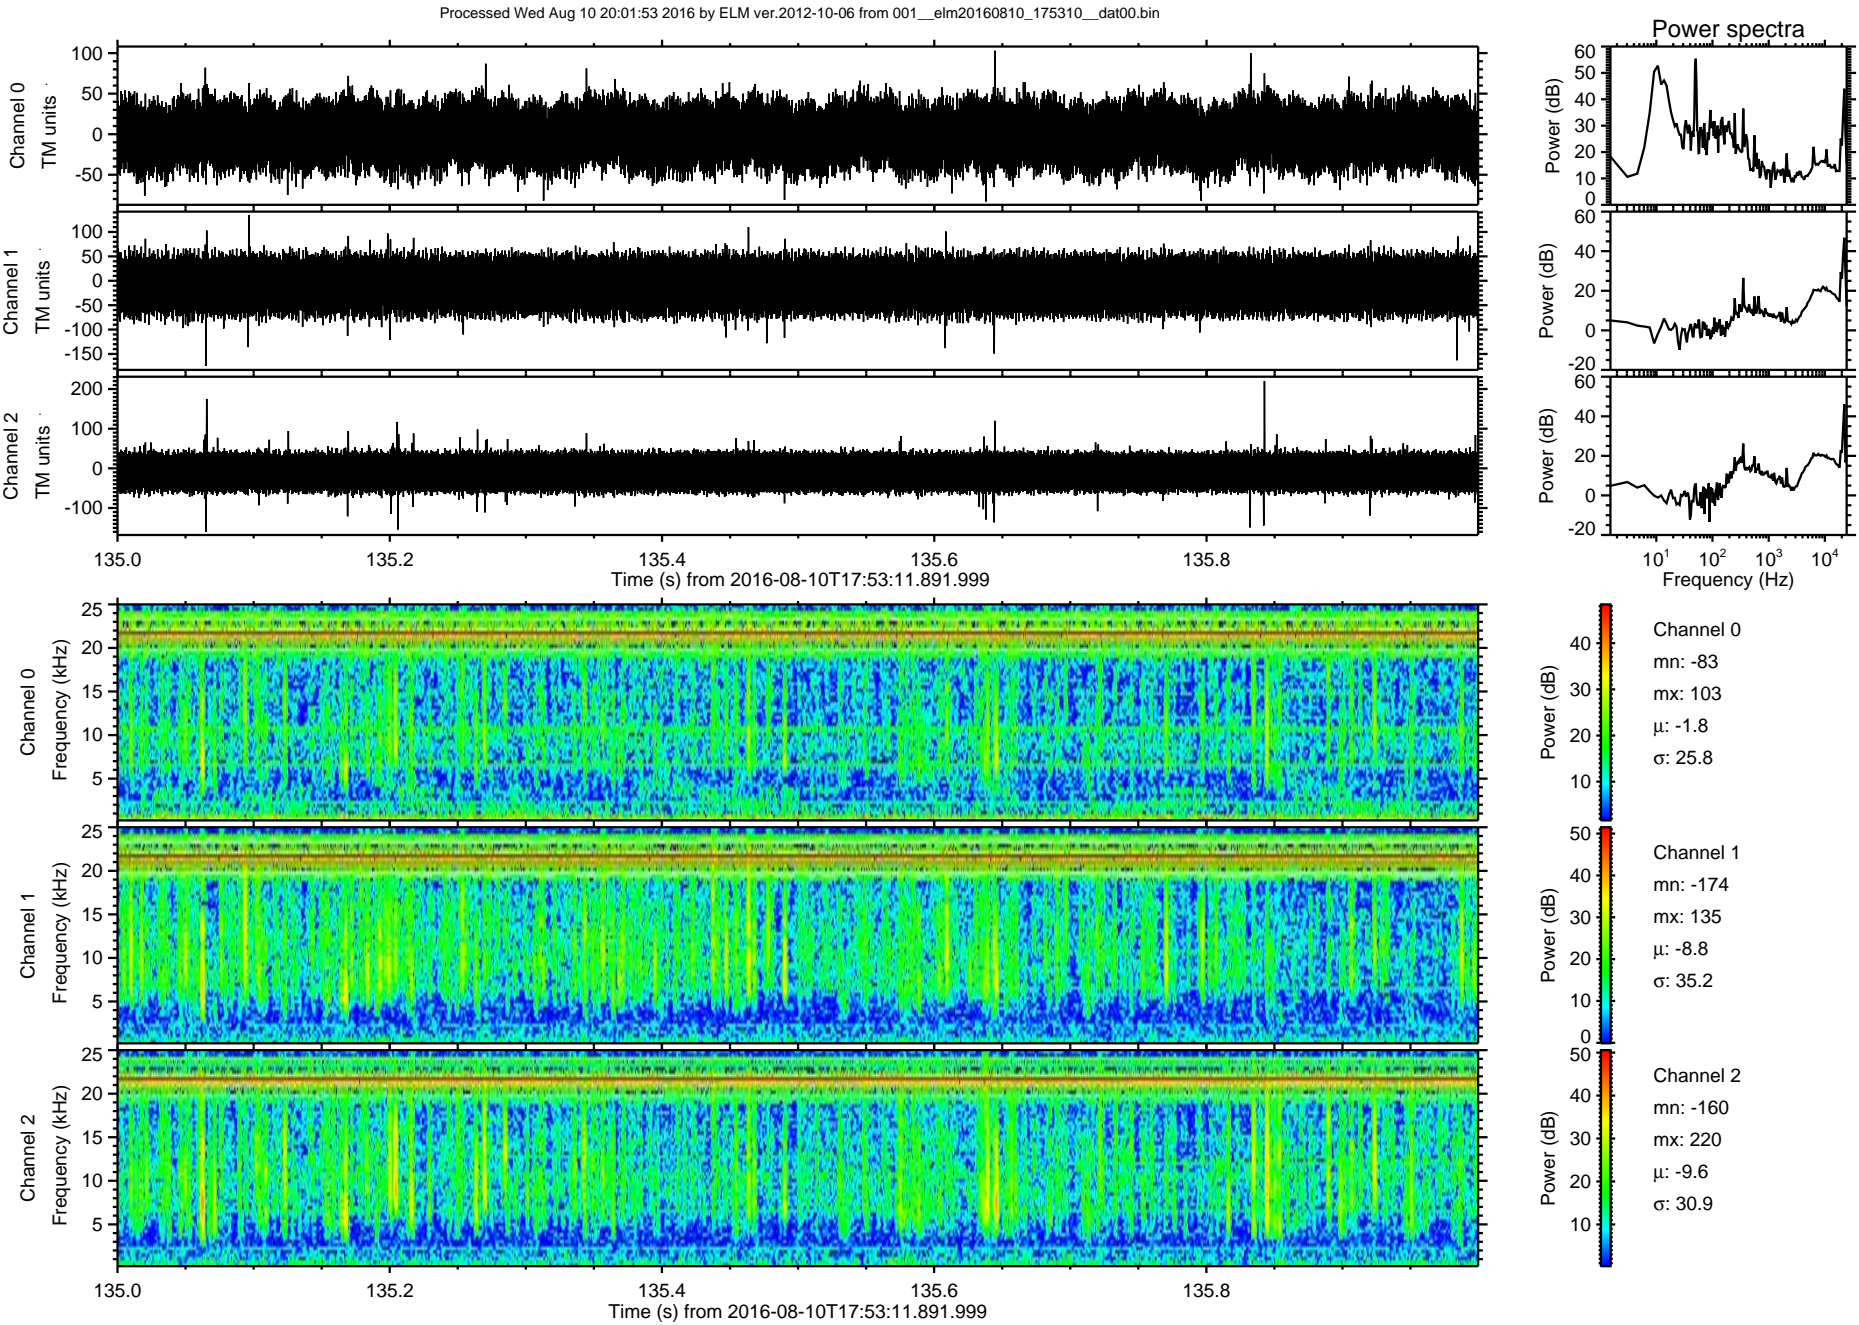 Processed Wed Aug 10 20:01:53 2016 by ELM ver.2012-10-06 from 001__elm20160810_175310__dat00.bin
Power spectra
Channel 0
TM units
100
50
0
-50
Power (dB)
60
50
40
30
20
10
0
Channel 1
TM units
100
50
0
-50
-100
-150
Power (dB)
60
40
20
0
-20
Channel 2
TM units
200
100
0
-100
Power (dB)
60
40
20
0
-20
135.0 135.2 135.4 135.6 135.8
Time (s) from 2016-08-10T17:53:11.891.999
10¹ 10² 10³ 10⁴
Frequency (Hz)
Channel 0
Frequency (kHz)
25
20
15
10
5
Power (dB)
40
30
20
10
Channel 0
mn: -83
mx: 103
μ: -1.8
σ: 25.8
Channel 1
Frequency (kHz)
25
20
15
10
5
Power (dB)
50
40
30
20
10
0
Channel 1
mn: -174
mx: 135
μ: -8.8
σ: 35.2
Channel 2
Frequency (kHz)
25
20
15
10
5
Power (dB)
50
40
30
20
10
Channel 2
mn: -160
mx: 220
μ: -9.6
σ: 30.9
135.0 135.2 135.4 135.6 135.8
Time (s) from 2016-08-10T17:53:11.891.999